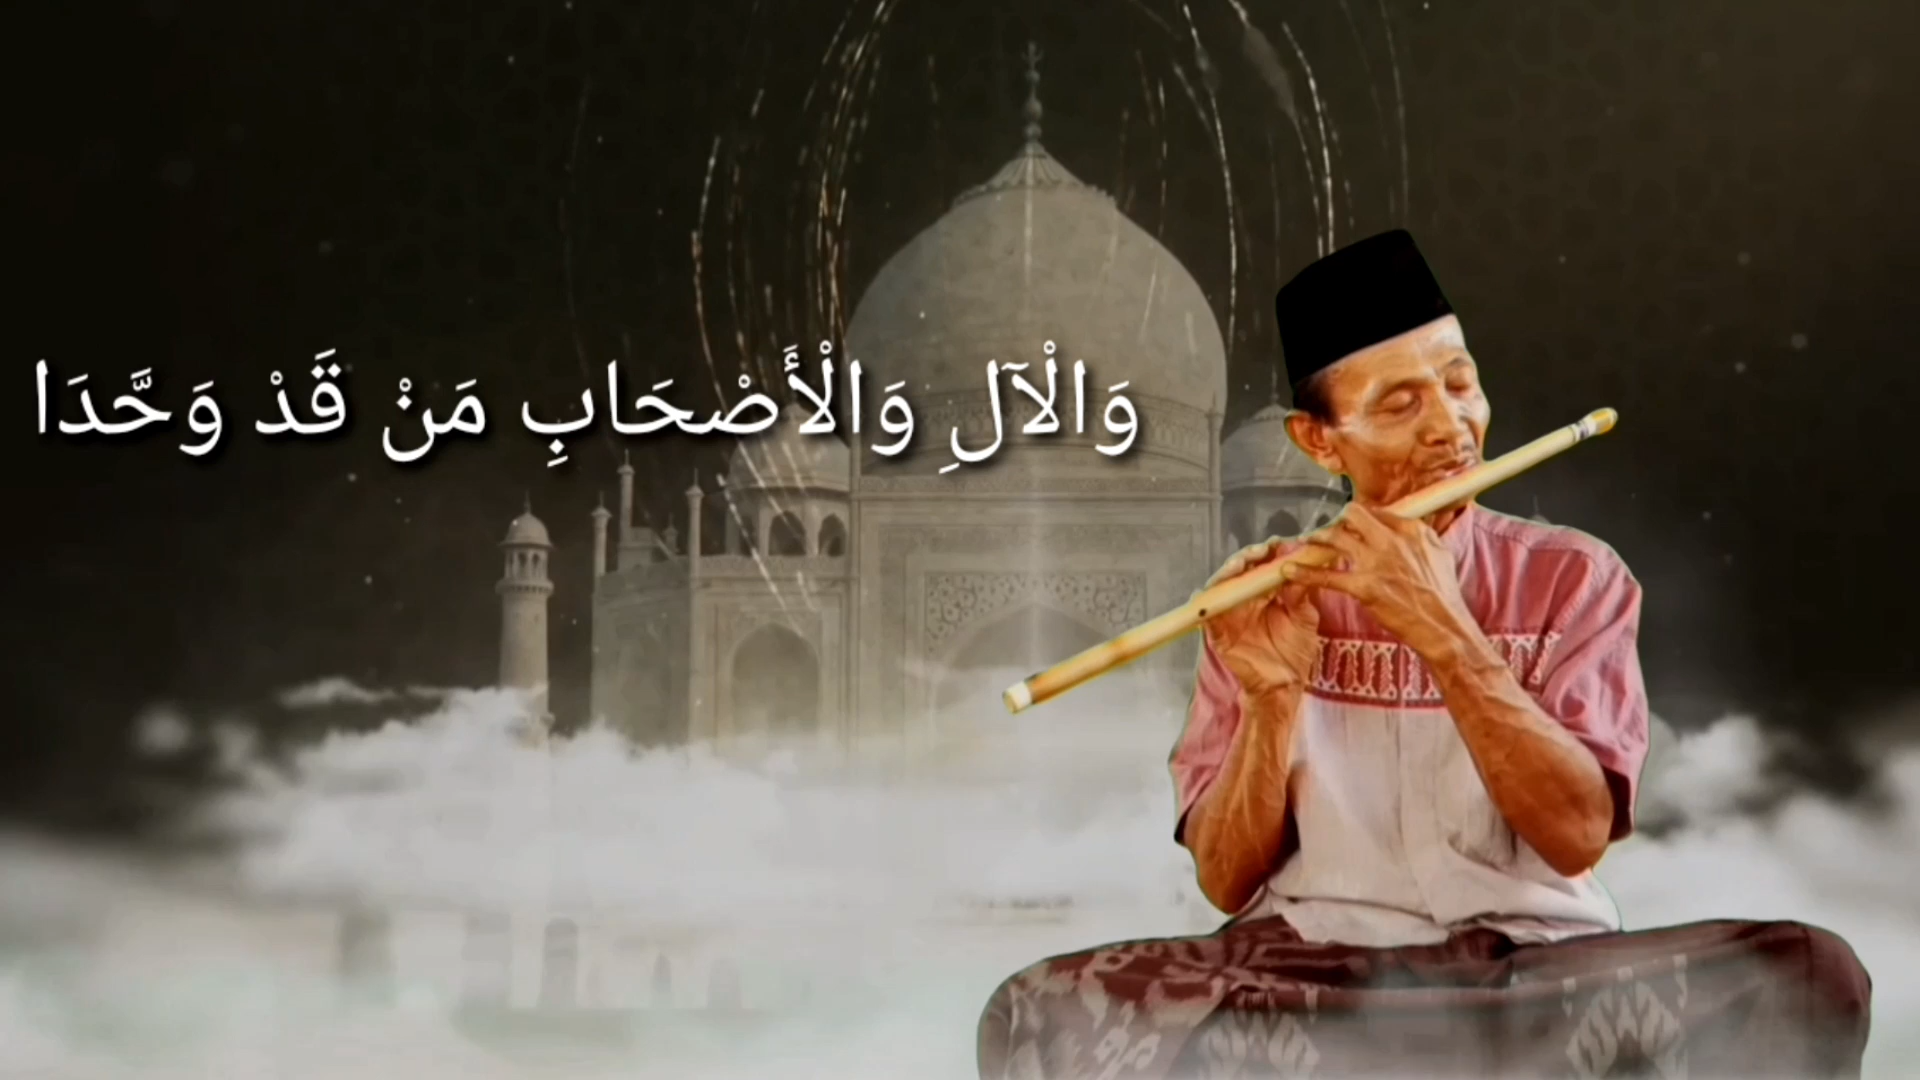 وَالْآلِ وَالْأَصْحَابِ مَنْ قَدْ وَحَّدَا